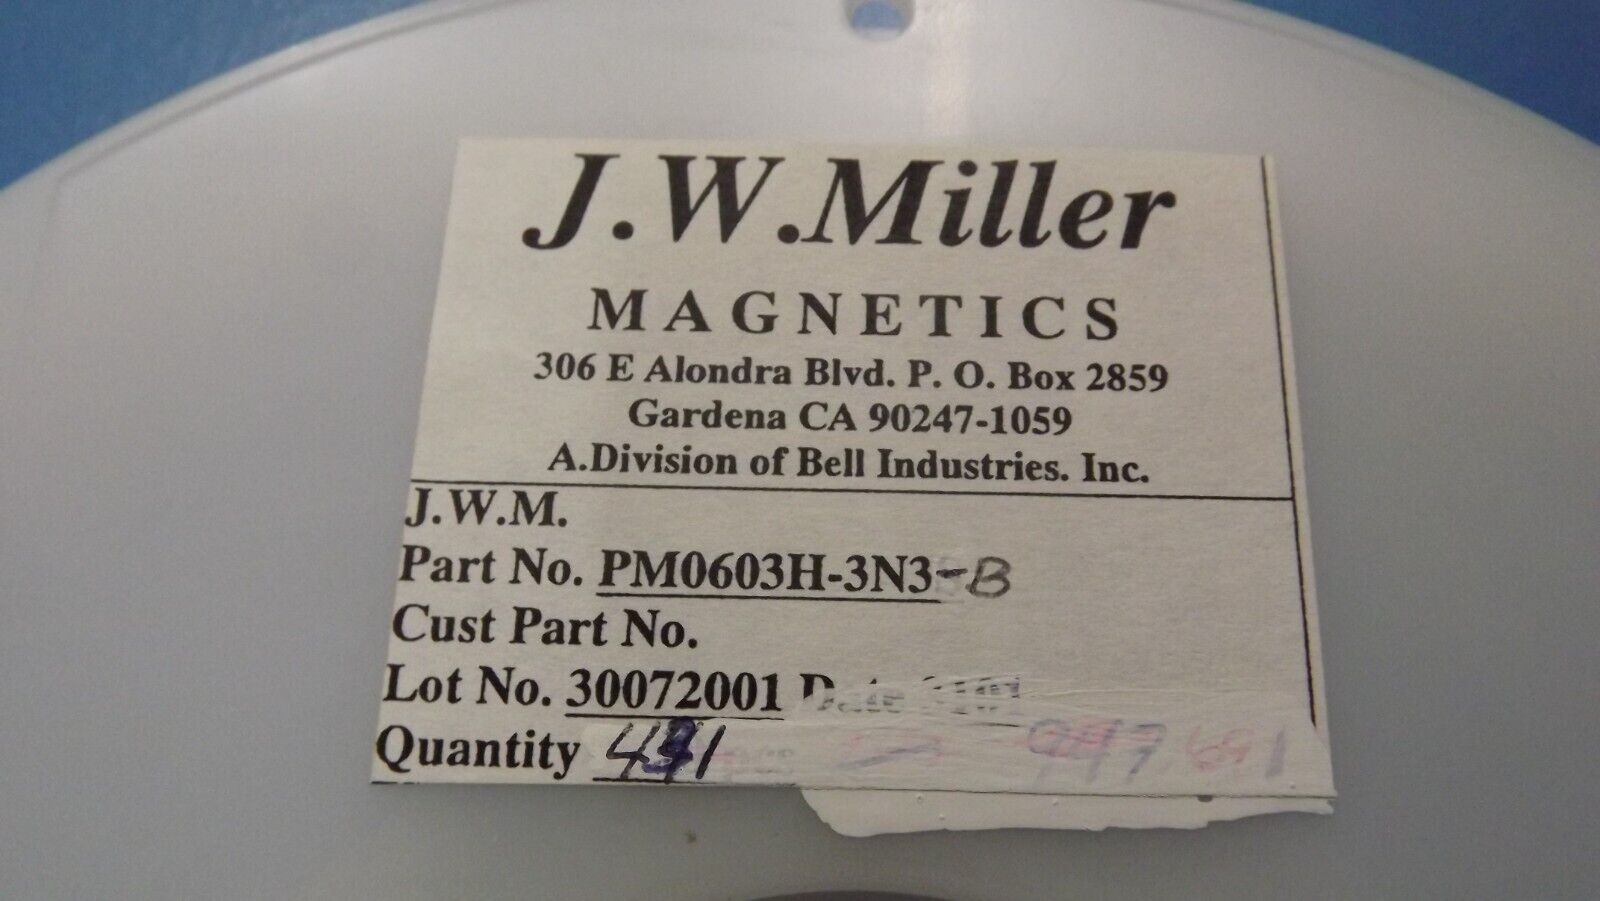 J.W.Miller
MAGNETICS
306 E Alondra Blvd. P. O. Box 2859
Gardena CA 90247-1059
A.Division of Bell Industries. Inc.
J.W.M.
Part No. PM0603H-3N3-B
Cust Part No.
Lot No. 30072001 Date
Quantity